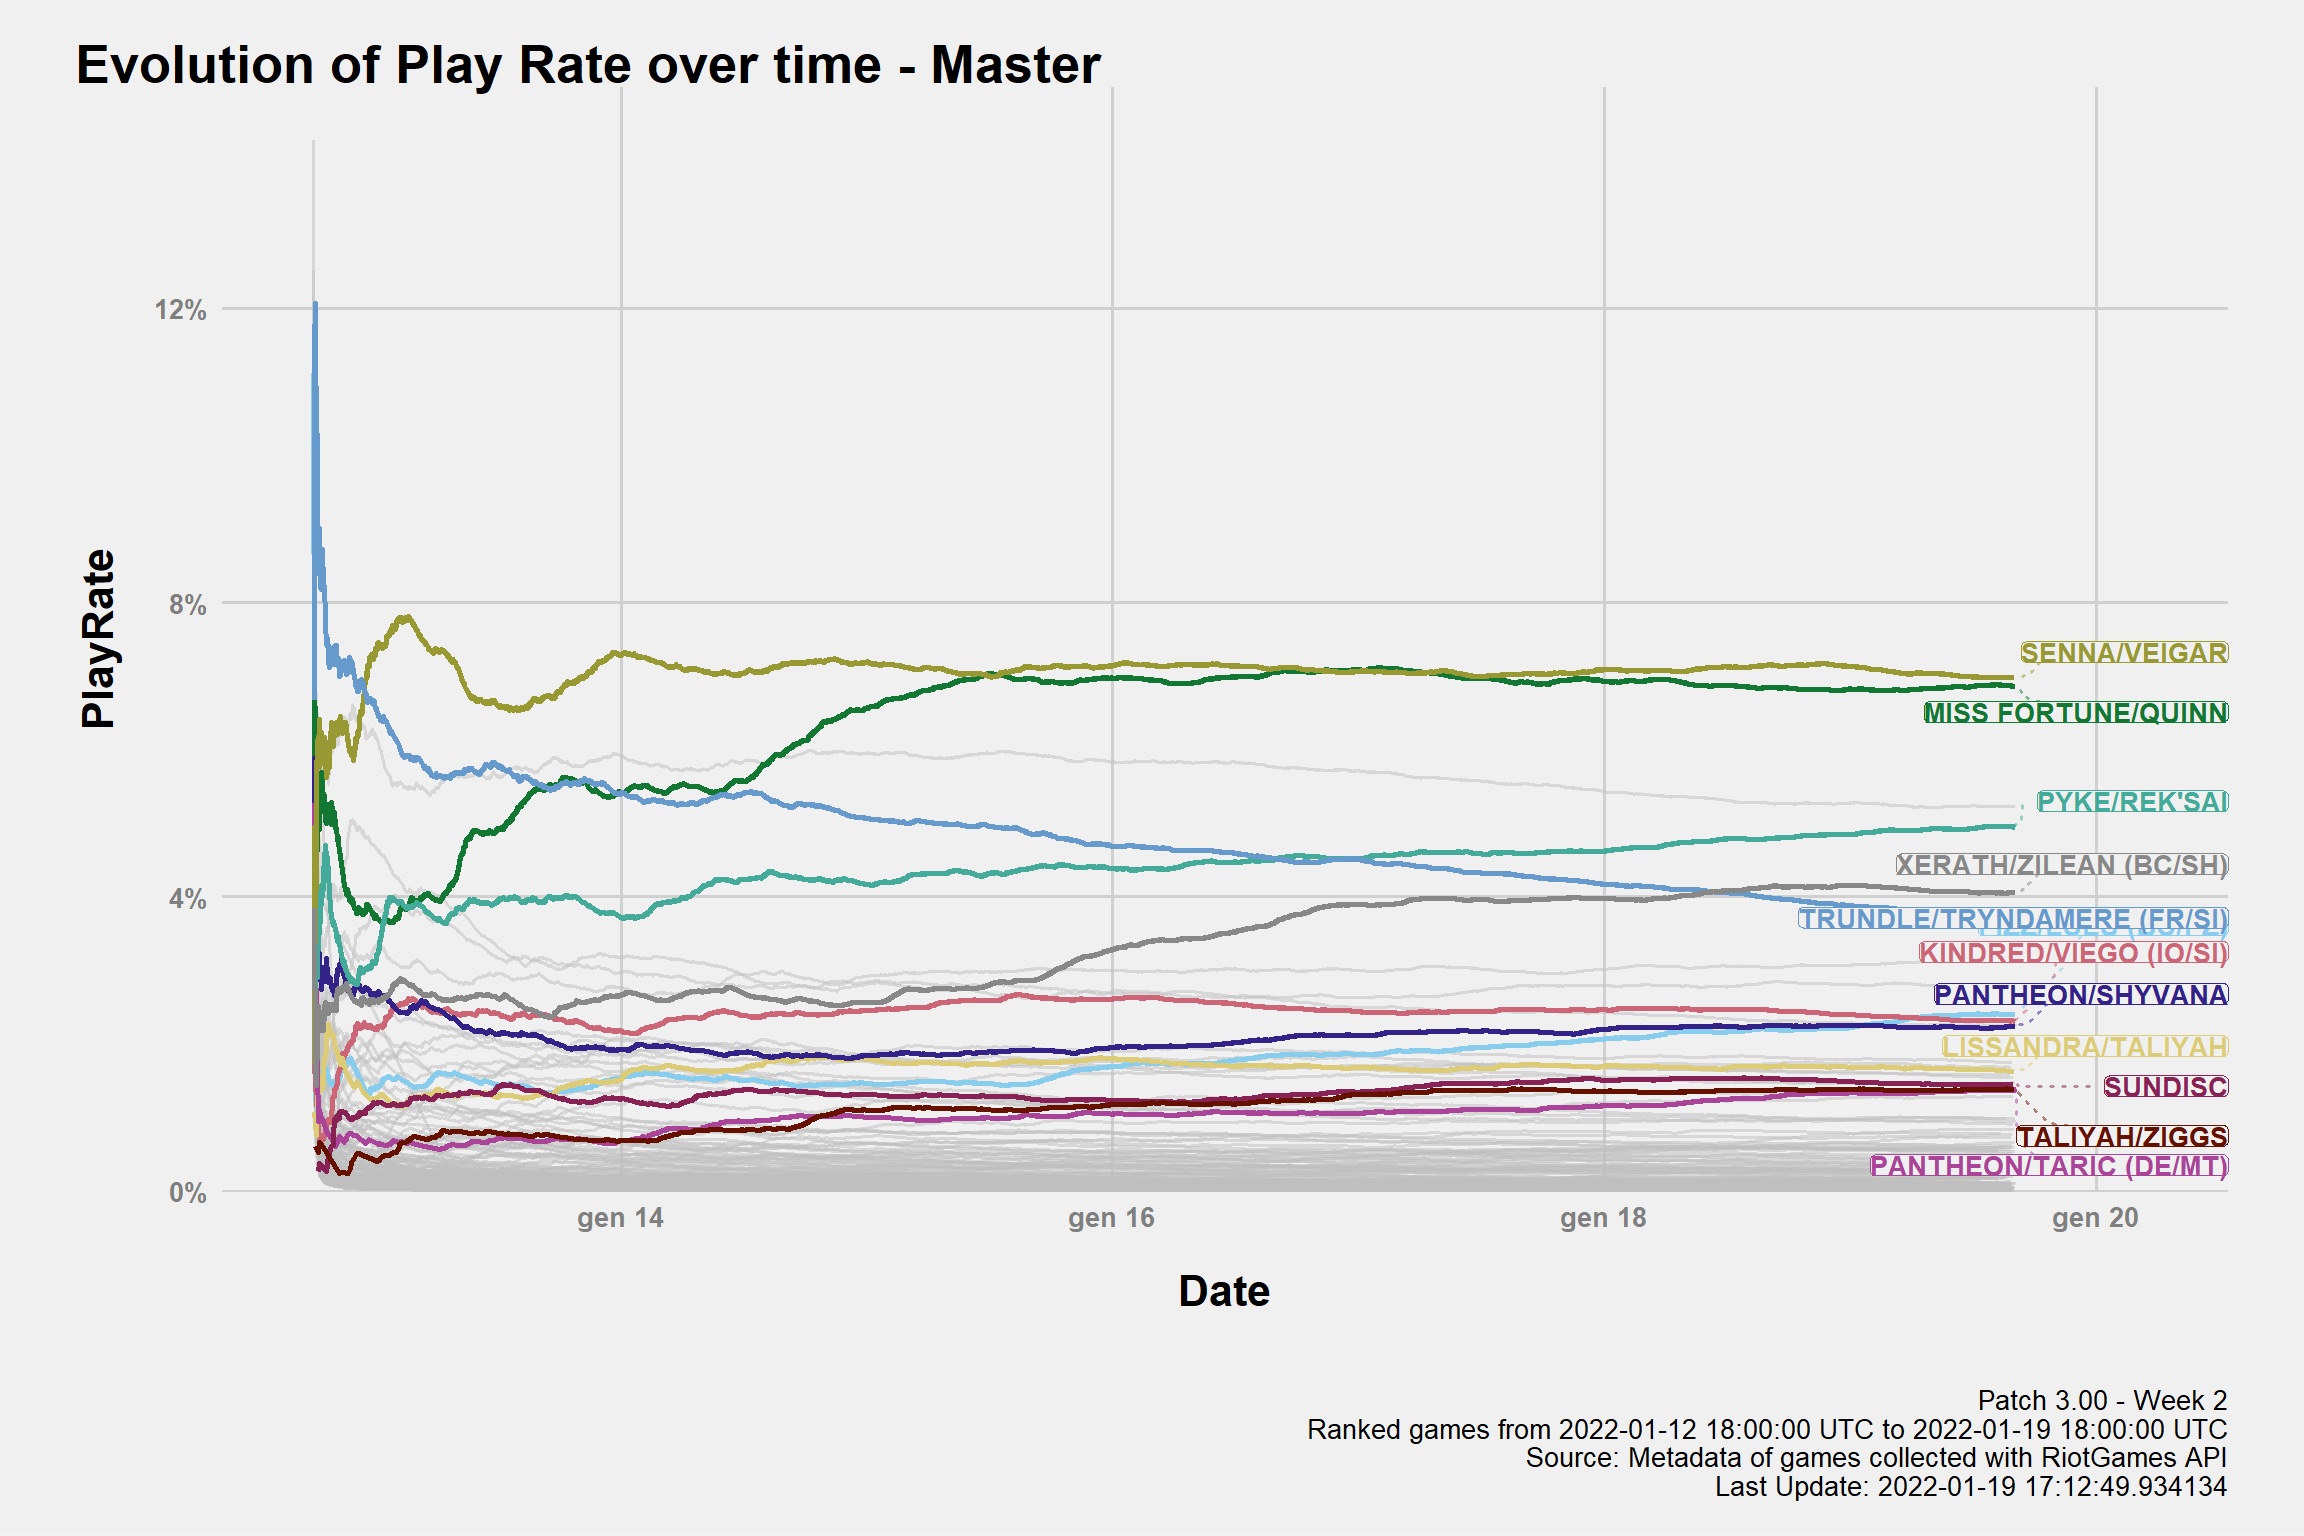 Evolution of Play Rate over time - Master
PlayRate
12%
8%
4%
0%
SENNA/VEIGAR
MISS FORTUNE/QUINN
PYKE/REK'SAI
XERATH/ZILEAN (BC/SH)
TRUNDLE/TRYNDAMERE (FR/SI)
KINDRED/VIEGO (IO/SI)
PANTHEON/SHYVANA
LISSANDRA/TALIYAH
SUNDISC
TALIYAH/ZIGGS
PANTHEON/TARIC (DE/MT)
gen 14
gen 16
gen 18
gen 20
Date
Patch 3.00 - Week 2
Ranked games from 2022-01-12 18:00:00 UTC to 2022-01-19 18:00:00 UTC
Source: Metadata of games collected with RiotGames API
Last Update: 2022-01-19 17:12:49.934134